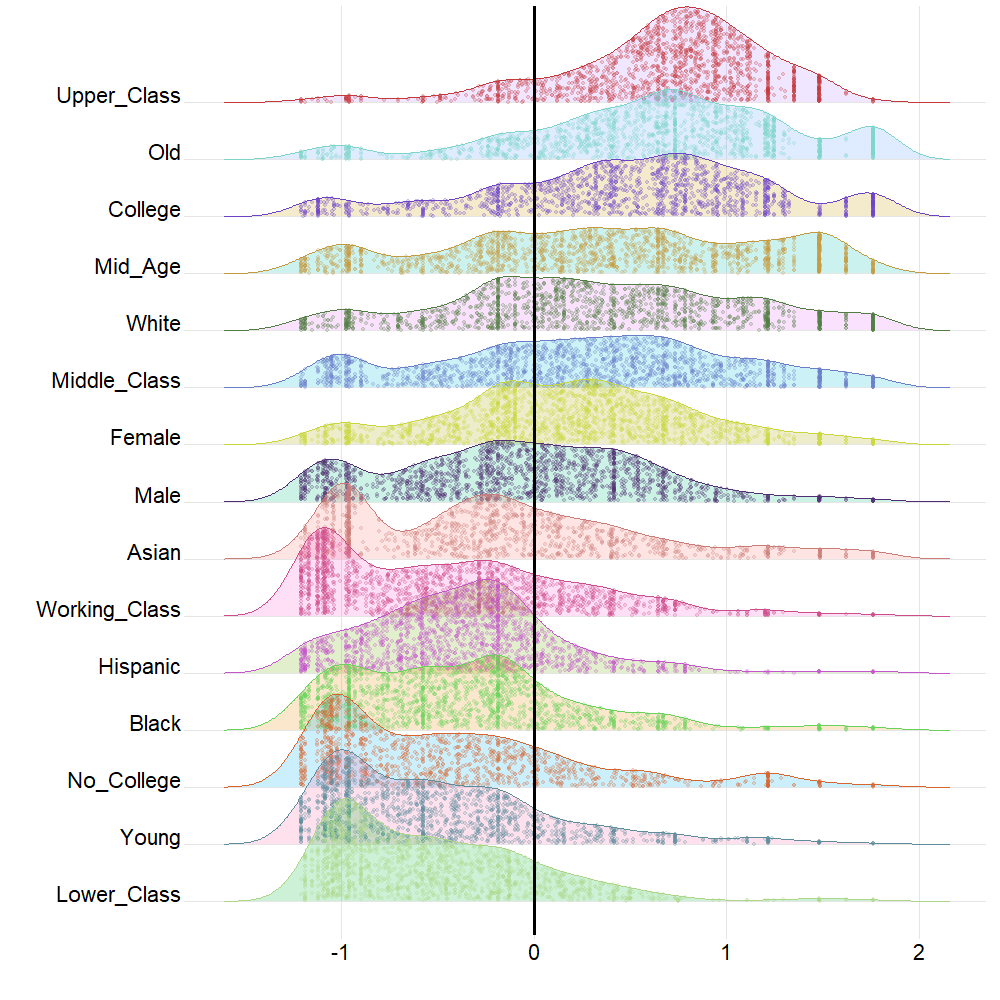 Upper_Class
Old
College
Mid_Age
White
Middle_Class
Female
Male
Asian
Working_Class
Hispanic
Black
No_College
Young
Lower_Class
-1 0 1 2